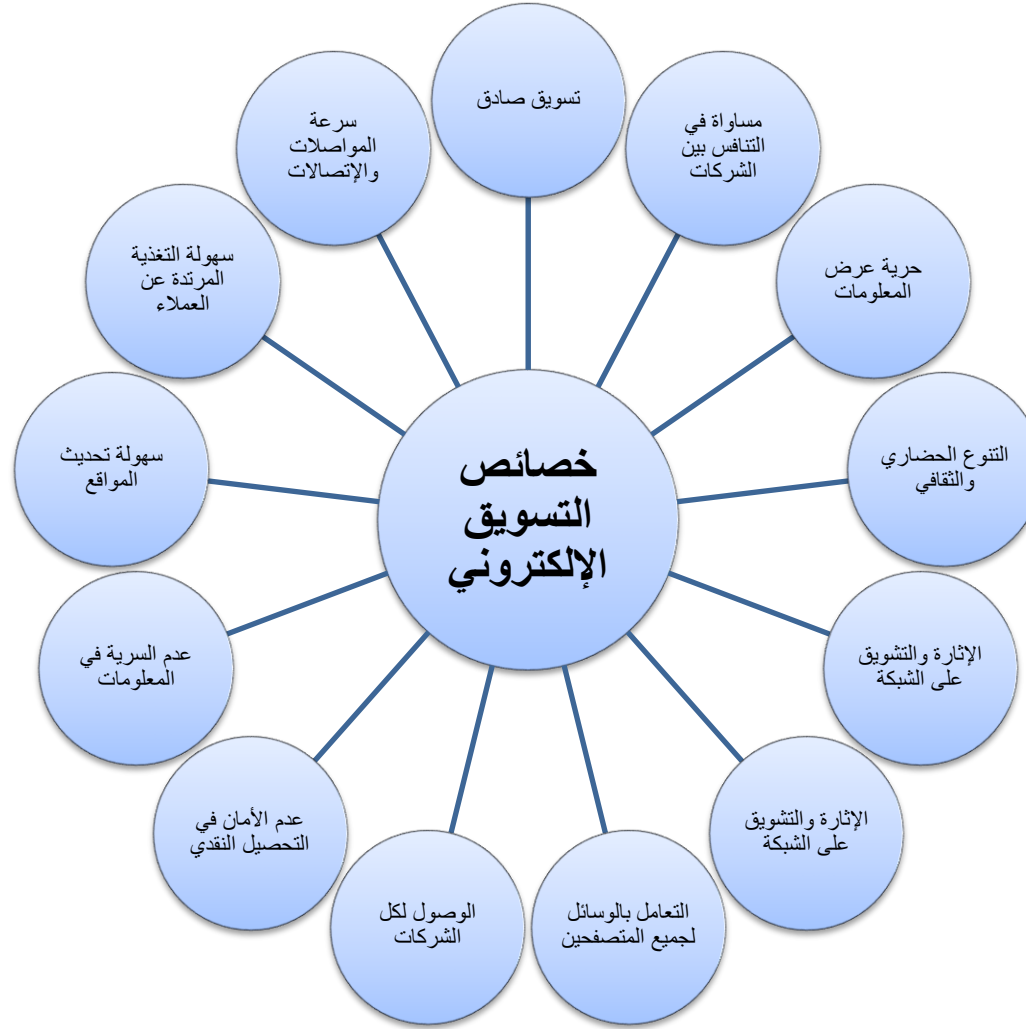 خصائص
التسويق
الإلكتروني
تسويق صادق
مساواة في
التنافس بين
الشركات
حرية عرض
المعلومات
التنوع الحضاري
والثقافي
الإثارة والتشويق
على الشبكة
الإثارة والتشويق
على الشبكة
التعامل بالوسائل
لجميع المتصفحين
الوصول لكل
الشركات
عدم الأمان في
التحصيل النقدي
عدم السرية في
المعلومات
سهولة تحديث
المواقع
سهولة التغذية
المرتدة عن
العملاء
سرعة
المواصلات
والإتصالات